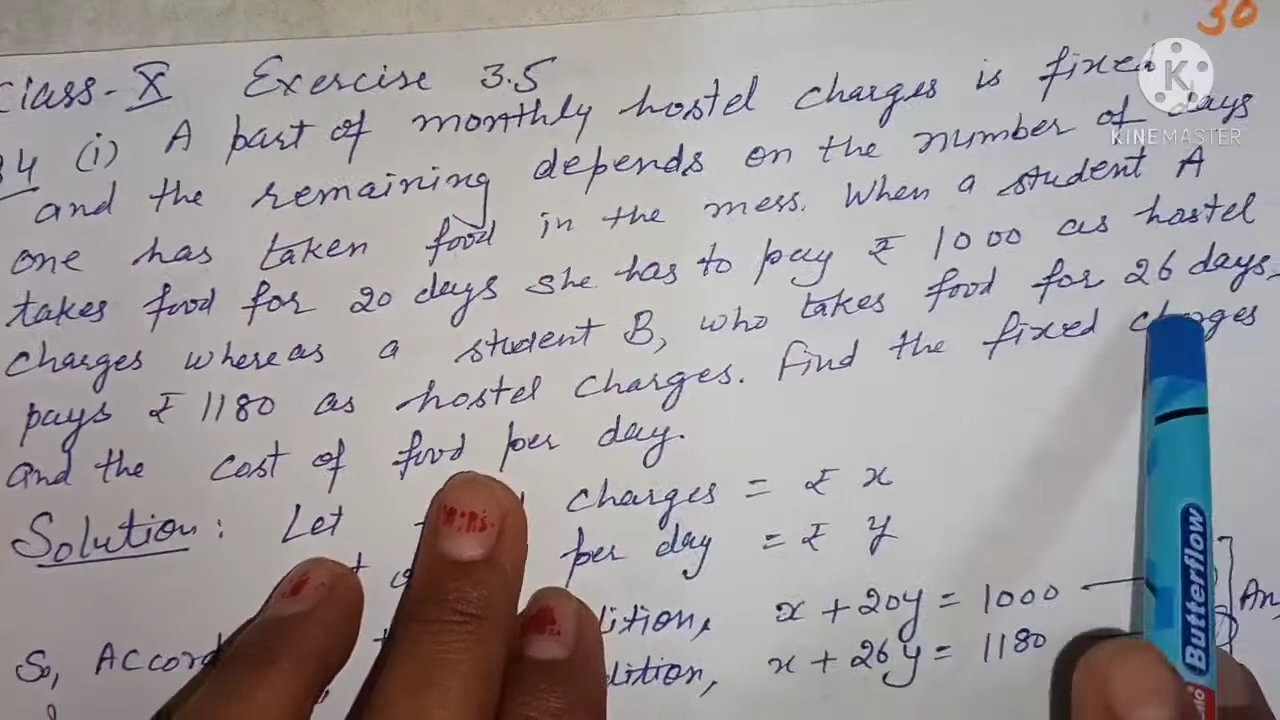 30
Class-X Exercise 3.5
Q4 (i) A part of monthly hostel charges is fixed
and the remaining depends on the number of days
one has taken food in the mess. When a student A
takes food for 20 days she has to pay ₹ 1000 as hostel
charges whereas a student B, who takes food for 26 days,
pays ₹ 1180 as hostel charges. Find the fixed charges
and the cost of food per day.
Solution: Let charges = ₹ x
per day = ₹ y
So, Accord dition, x + 20y = 1000
dition, x + 26y = 1180
An
K
KINEMASTER
Butterflow